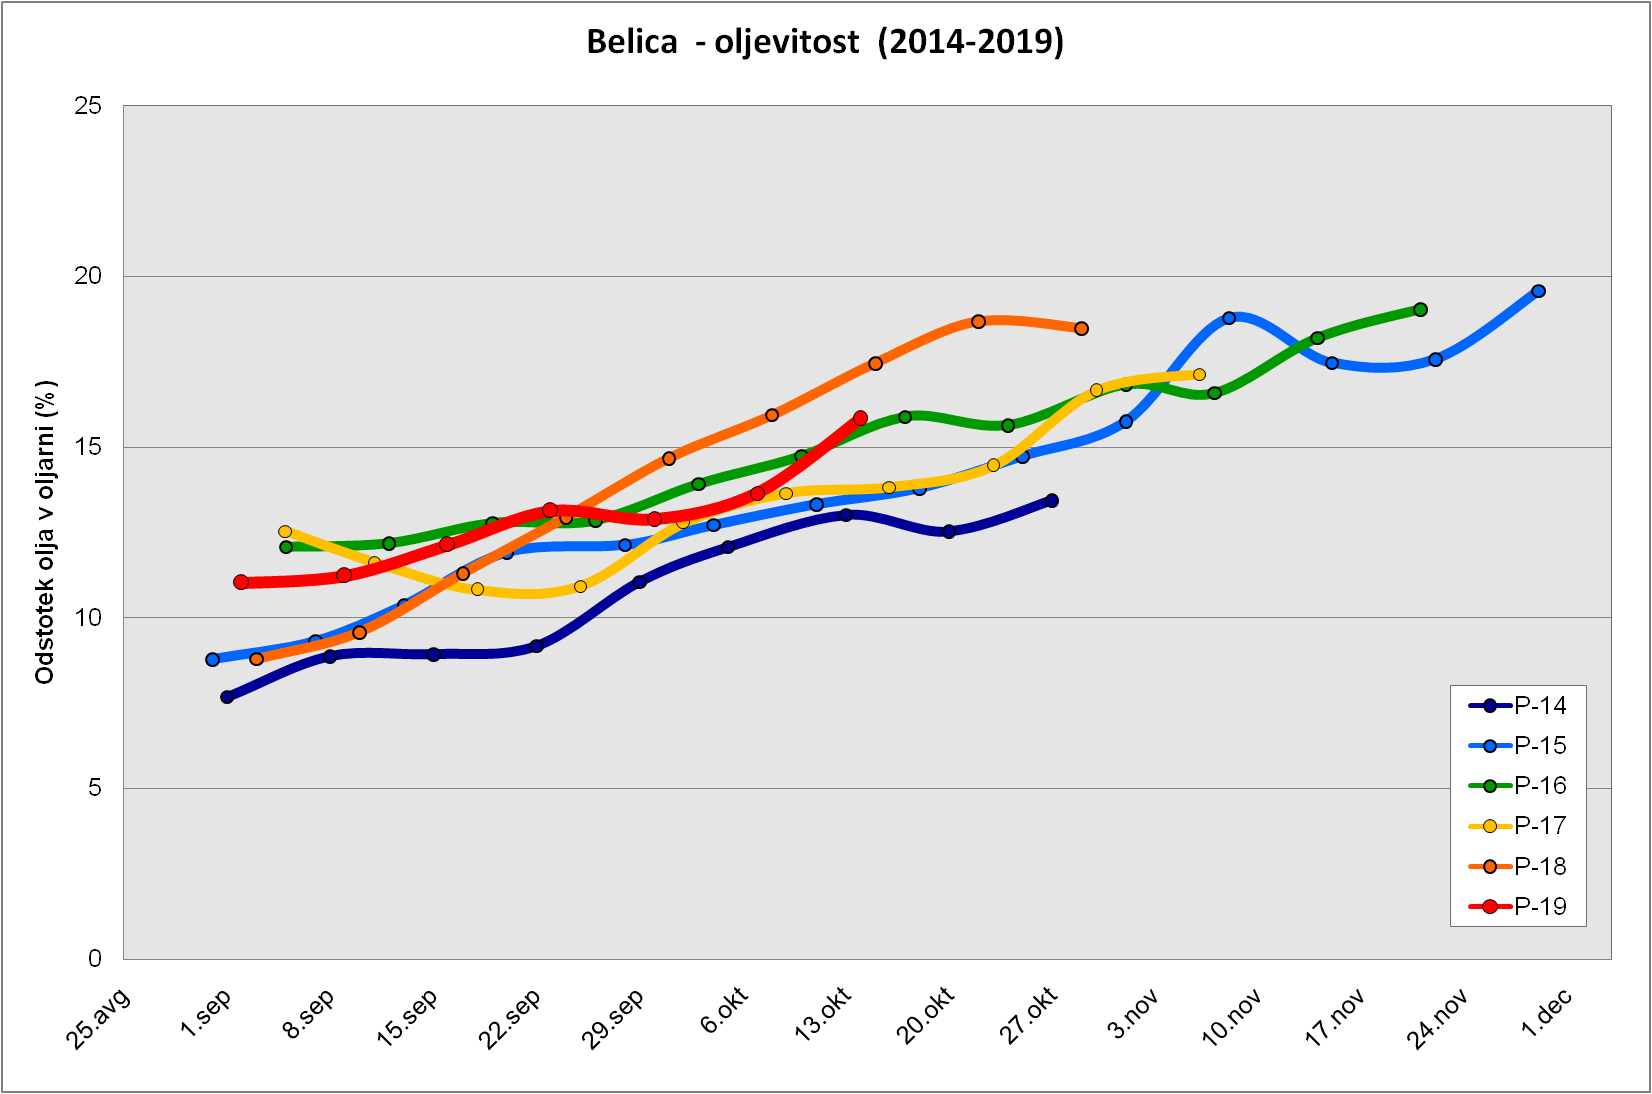 Belica - oljevitost (2014-2019)
Odstotek olja v oljarni (%)
25
20
15
10
5
0
25.avg
1.sep
8.sep
15.sep
22.sep
29.sep
6.okt
13.okt
20.okt
27.okt
3.nov
10.nov
17.nov
24.nov
1.dec
P-14
P-15
P-16
P-17
P-18
P-19